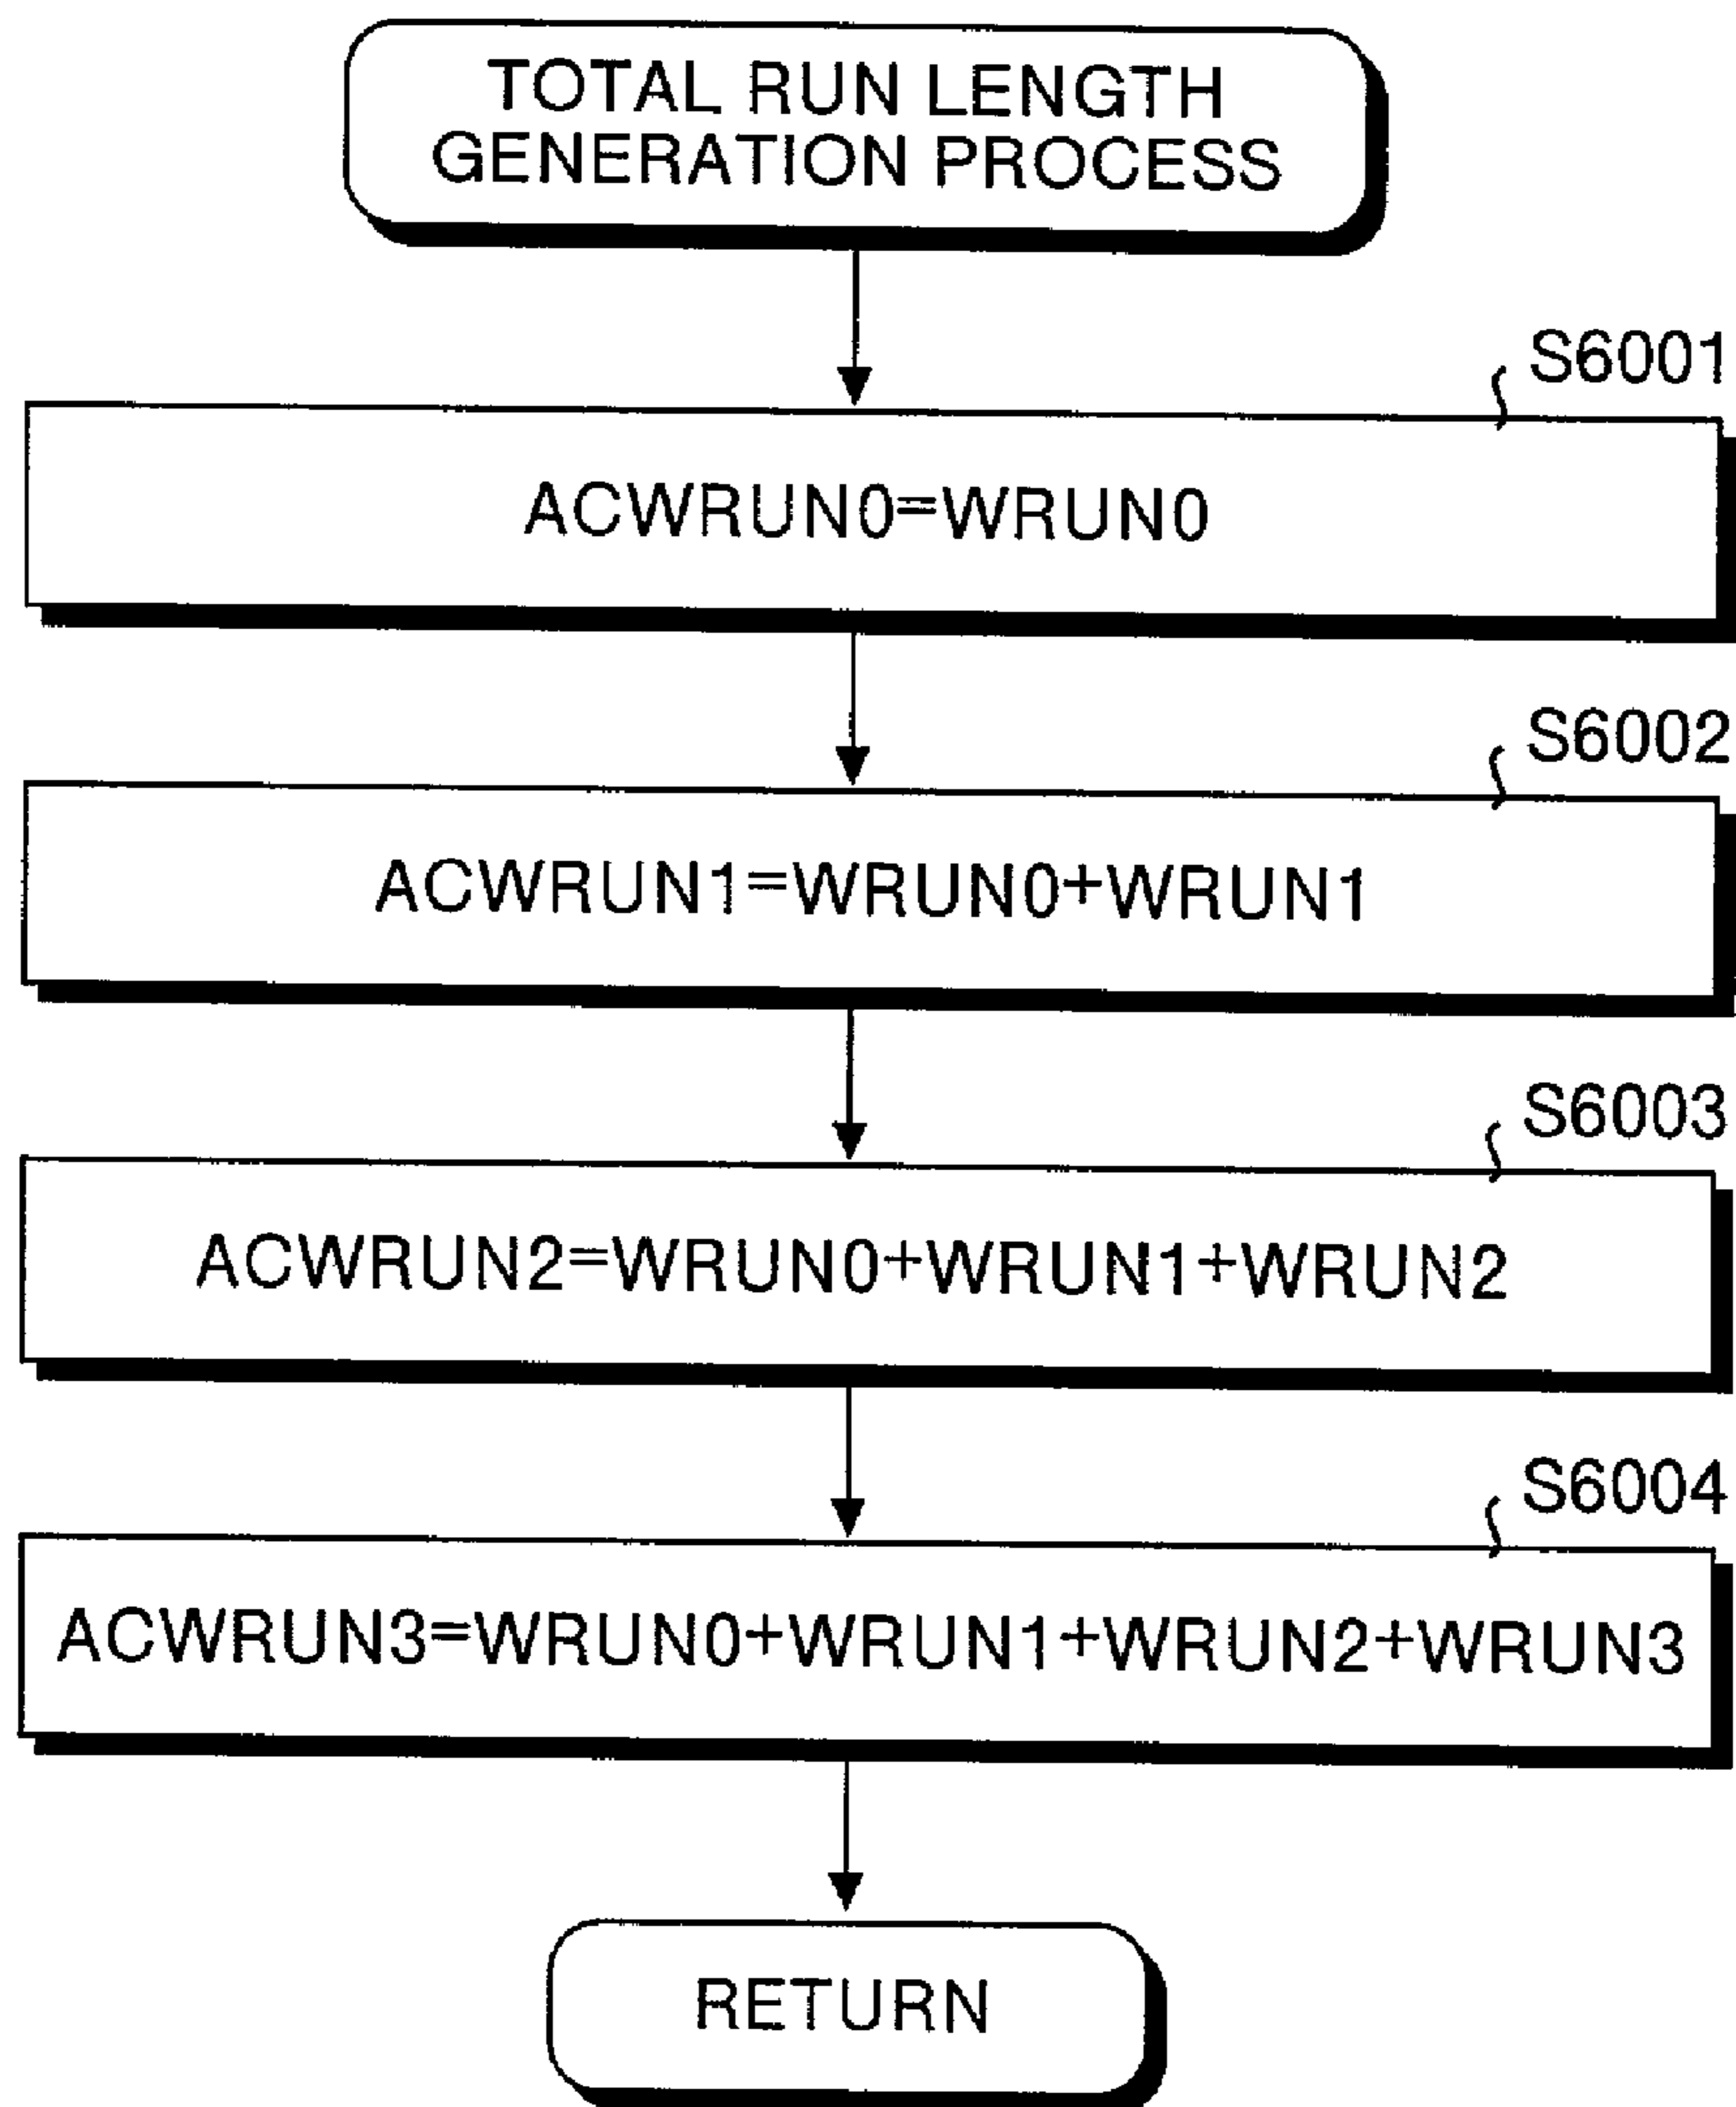 TOTAL RUN LENGTH
GENERATION PROCESS
S6001
ACWRUN0=WRUN0
S6002
ACWRUN1=WRUN0+WRUN1
S6003
ACWRUN2=WRUN0+WRUN1+WRUN2
S6004
ACWRUN3=WRUN0+WRUN1+WRUN2+WRUN3
RETURN